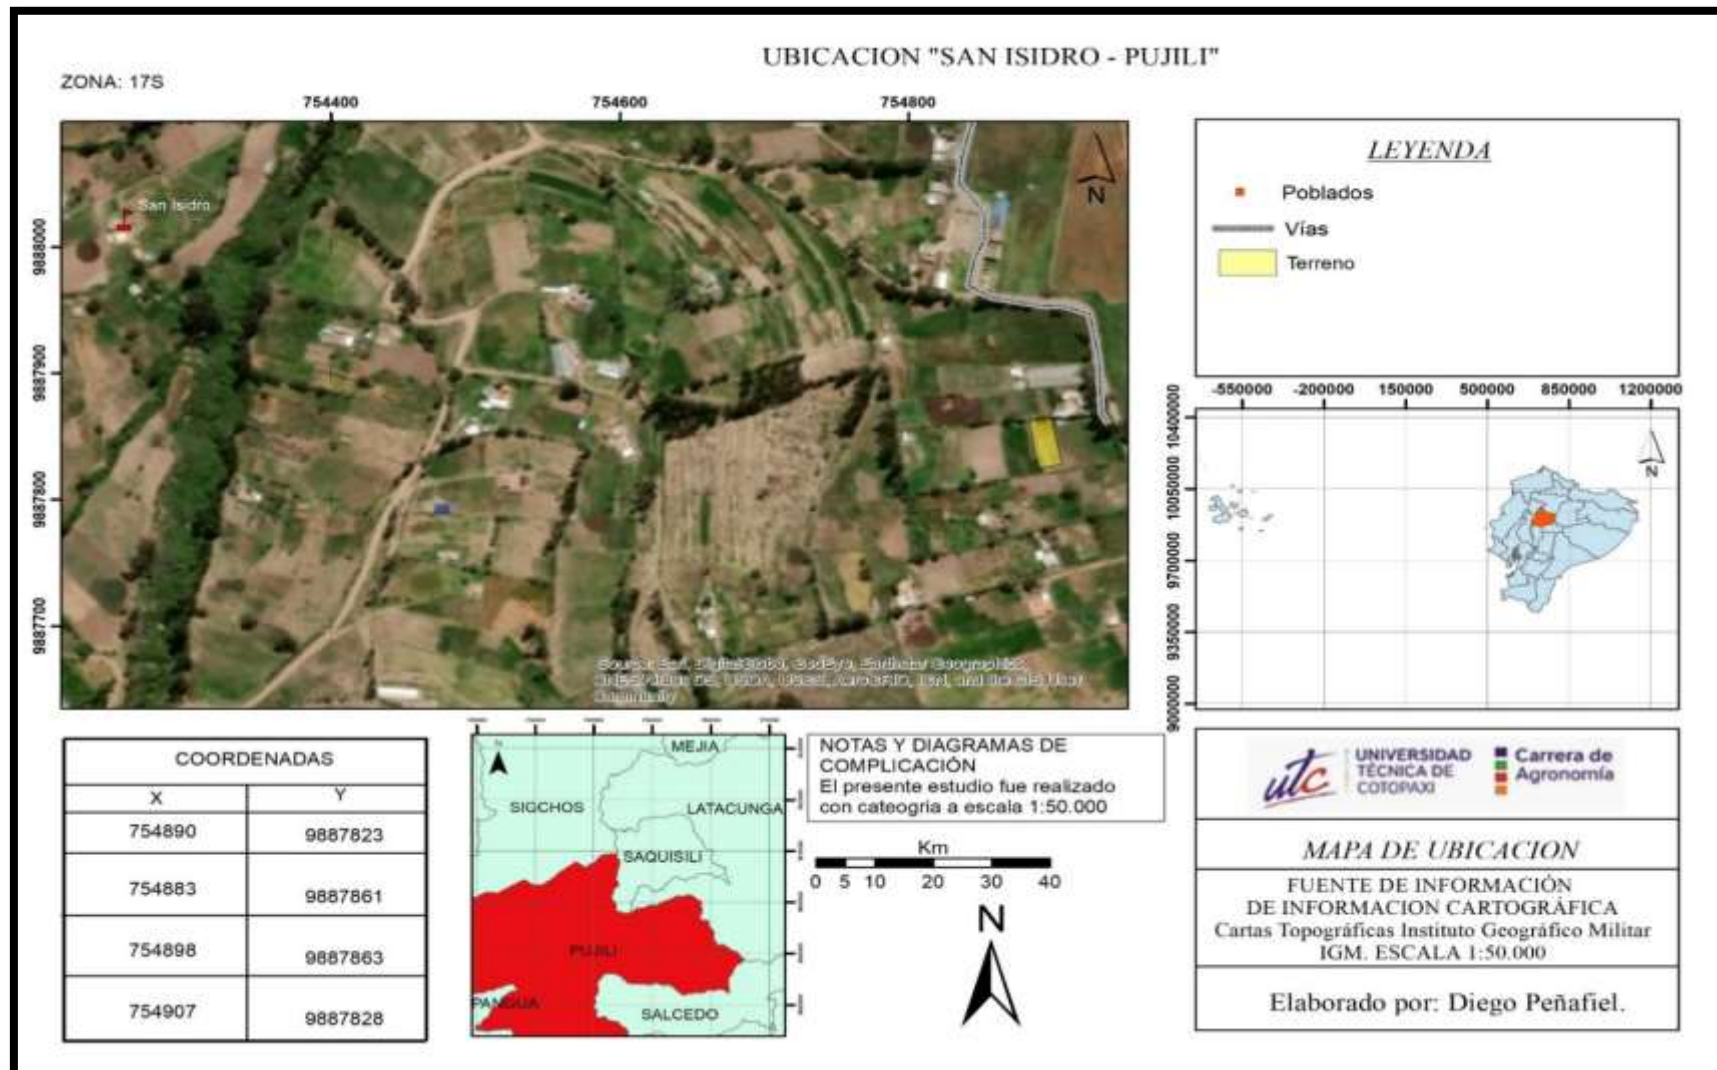 UBICACION "SAN ISIDRO - PUJILI"
ZONA: 17S
754400 754600 754800
San Isidro
N
9888000
9887900
9887800
9887700
Community
LEYENDA
Poblados
Vías
Terreno
-550000 -200000 150000 500000 850000 1200000
10400000
10050000
9700000
9350000
9000000
N
COORDENADAS
X Y
754890 9887823
754883 9887861
754898 9887863
754907 9887828
N
MEJIA
SIGCHOS
LATACUNGA
SAQUISILI
PUJILI
PANGUA
SALCEDO
NOTAS Y DIAGRAMAS DE
COMPLICACIÓN
El presente estudio fue realizado
con cateogria a escala 1:50.000
Km
0 5 10 20 30 40
N
utc
UNIVERSIDAD
TÉCNICA DE
COTOPAXI
Carrera de
Agronomía
MAPA DE UBICACION
FUENTE DE INFORMACIÓN
DE INFORMACION CARTOGRÁFICA
Cartas Topográficas Instituto Geográfico Militar
IGM. ESCALA 1:50.000
Elaborado por: Diego Peñafiel.